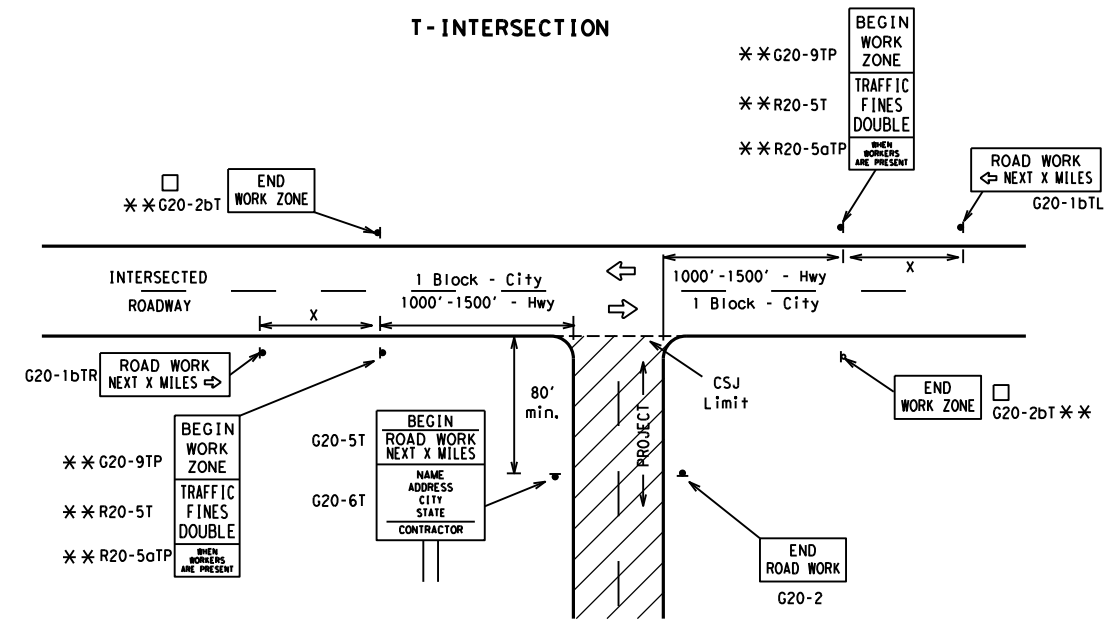 T-INTERSECTION
BEGIN
WORK
ZONE
TRAFFIC
FINES
DOUBLE
WHEN
WORKERS
ARE PRESENT
**G20-9TP
**R20-5T
**R20-5aTP
ROAD WORK
⇦ NEXT X MILES
G20-1bTL
END
WORK ZONE
□
**G20-2bT
INTERSECTED
ROADWAY
1 Block - City
1000'-1500' - Hwy
X
1000'-1500' - Hwy
1 Block - City
X
G20-1bTR
ROAD WORK
NEXT X MILES ⇨
80'
min.
CSJ
Limit
PROJECT
END
WORK ZONE
□
G20-2bT **
BEGIN
WORK
ZONE
TRAFFIC
FINES
DOUBLE
WHEN
WORKERS
ARE PRESENT
**G20-9TP
**R20-5T
**R20-5aTP
G20-5T
BEGIN
ROAD WORK
NEXT X MILES
G20-6T
NAME
ADDRESS
CITY
STATE
CONTRACTOR
END
ROAD WORK
G20-2